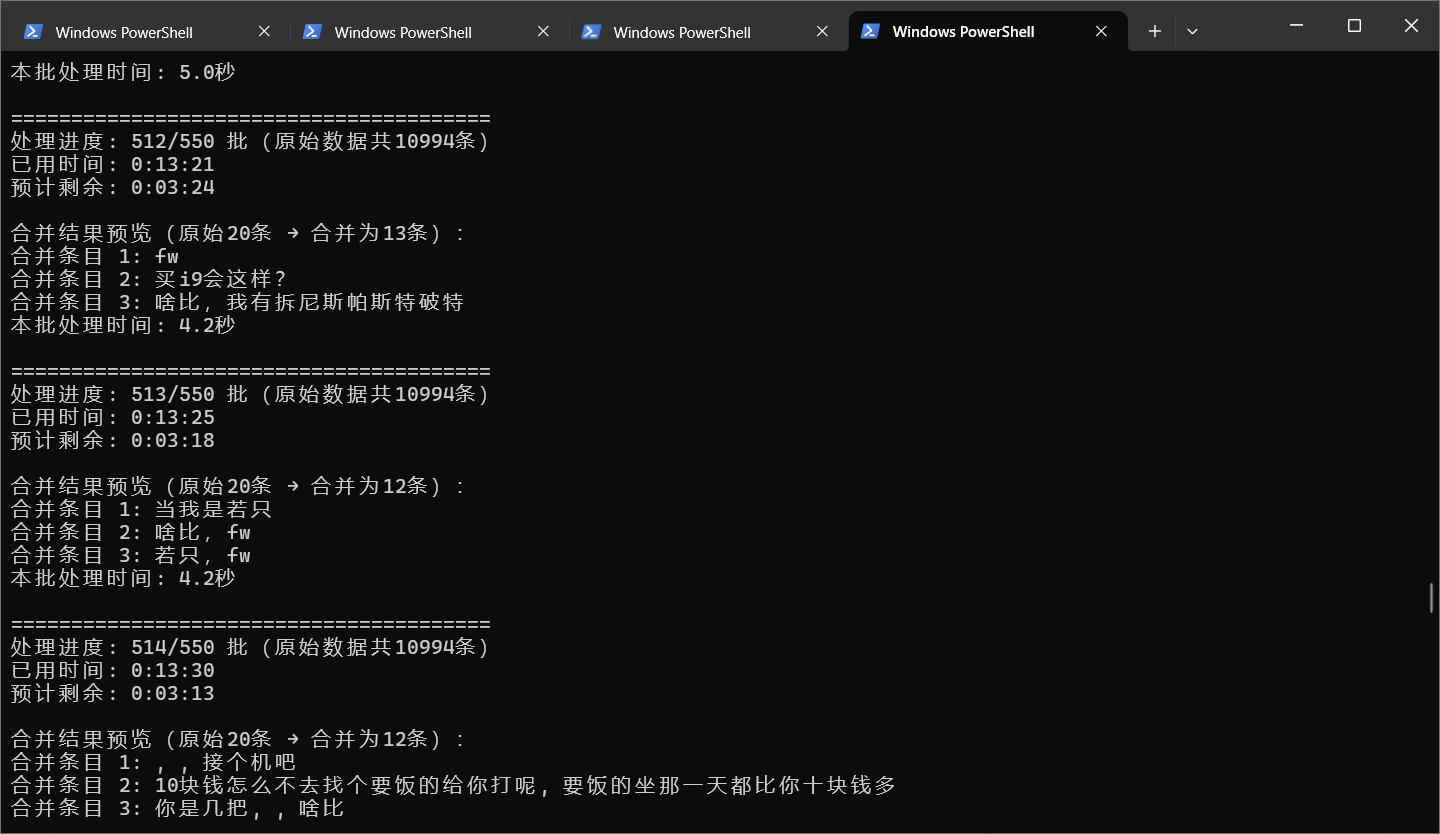 Windows PowerShell
Windows PowerShell
Windows PowerShell
Windows PowerShell
本批处理时间: 5.0秒
========================================
处理进度: 512/550 批 (原始数据共10994条)
已用时间: 0:13:21
预计剩余: 0:03:24
合并结果预览 (原始20条 → 合并为13条) :
合并条目 1: fw
合并条目 2: 买i9会这样?
合并条目 3: 啥比, 我有拆尼斯帕斯特破特
本批处理时间: 4.2秒
========================================
处理进度: 513/550 批 (原始数据共10994条)
已用时间: 0:13:25
预计剩余: 0:03:18
合并结果预览 (原始20条 → 合并为12条) :
合并条目 1: 当我是若只
合并条目 2: 啥比, fw
合并条目 3: 若只, fw
本批处理时间: 4.2秒
========================================
处理进度: 514/550 批 (原始数据共10994条)
已用时间: 0:13:30
预计剩余: 0:03:13
合并结果预览 (原始20条 → 合并为12条) :
合并条目 1: , , 接个机吧
合并条目 2: 10块钱怎么不去找个要饭的给你打呢, 要饭的坐那一天都比你十块钱多
合并条目 3: 你是几把, , 啥比